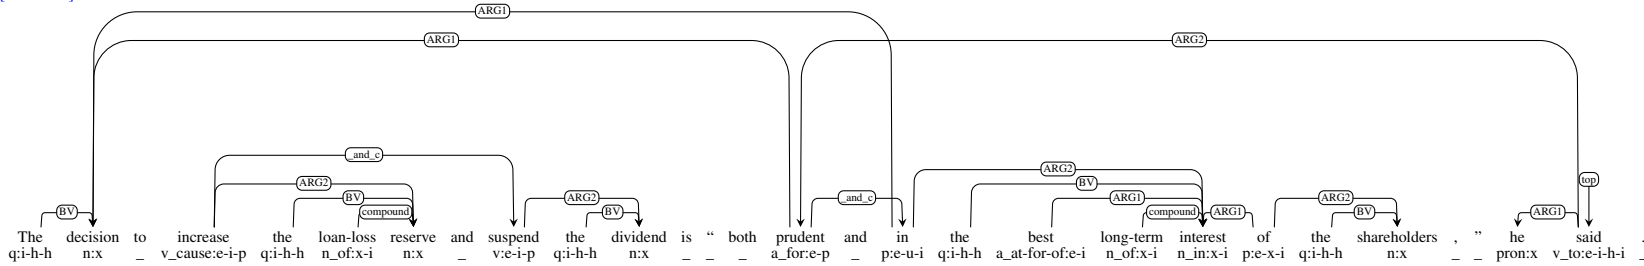 ARG1
ARG1 ARG2
_and_c
ARG2 ARG2
BV ARG2 BV ARG1 ARG2 top
BV compound BV _and_c compound ARG1 BV ARG1
The decision to increase the loan-loss reserve and suspend the dividend is “ both prudent and in the best long-term interest of the shareholders , ” he said .
q:i-h-h n:x _ v_cause:e-i-p q:i-h-h n_of:x-i n:x _ v:e-i-p q:i-h-h n:x _ _ _ a_for:e-p _ p:e-u-i q:i-h-h a_at-for-of:e-i n_of:x-i n_in:x-i p:e-x-i q:i-h-h n:x _ _ pron:x v_to:e-i-h-i _